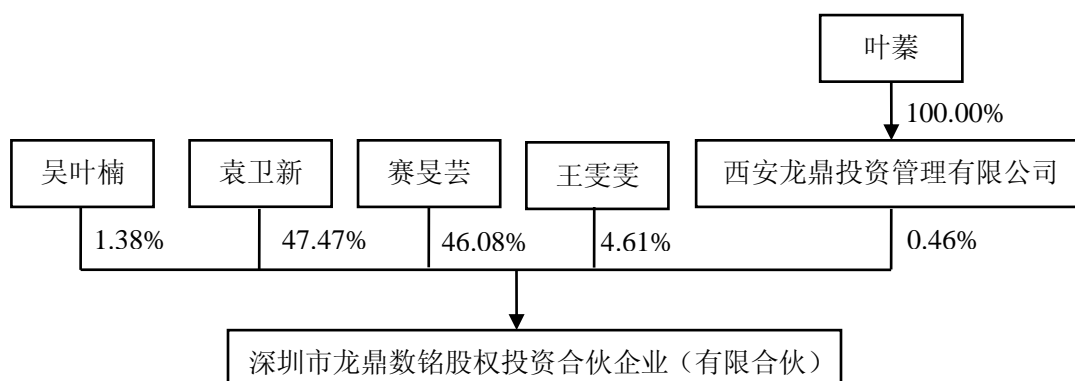 叶蓁
100.00%
吴叶楠
袁卫新
赛旻芸
王雯雯
西安龙鼎投资管理有限公司
1.38%
47.47%
46.08%
4.61%
0.46%
深圳市龙鼎数铭股权投资合伙企业（有限合伙）